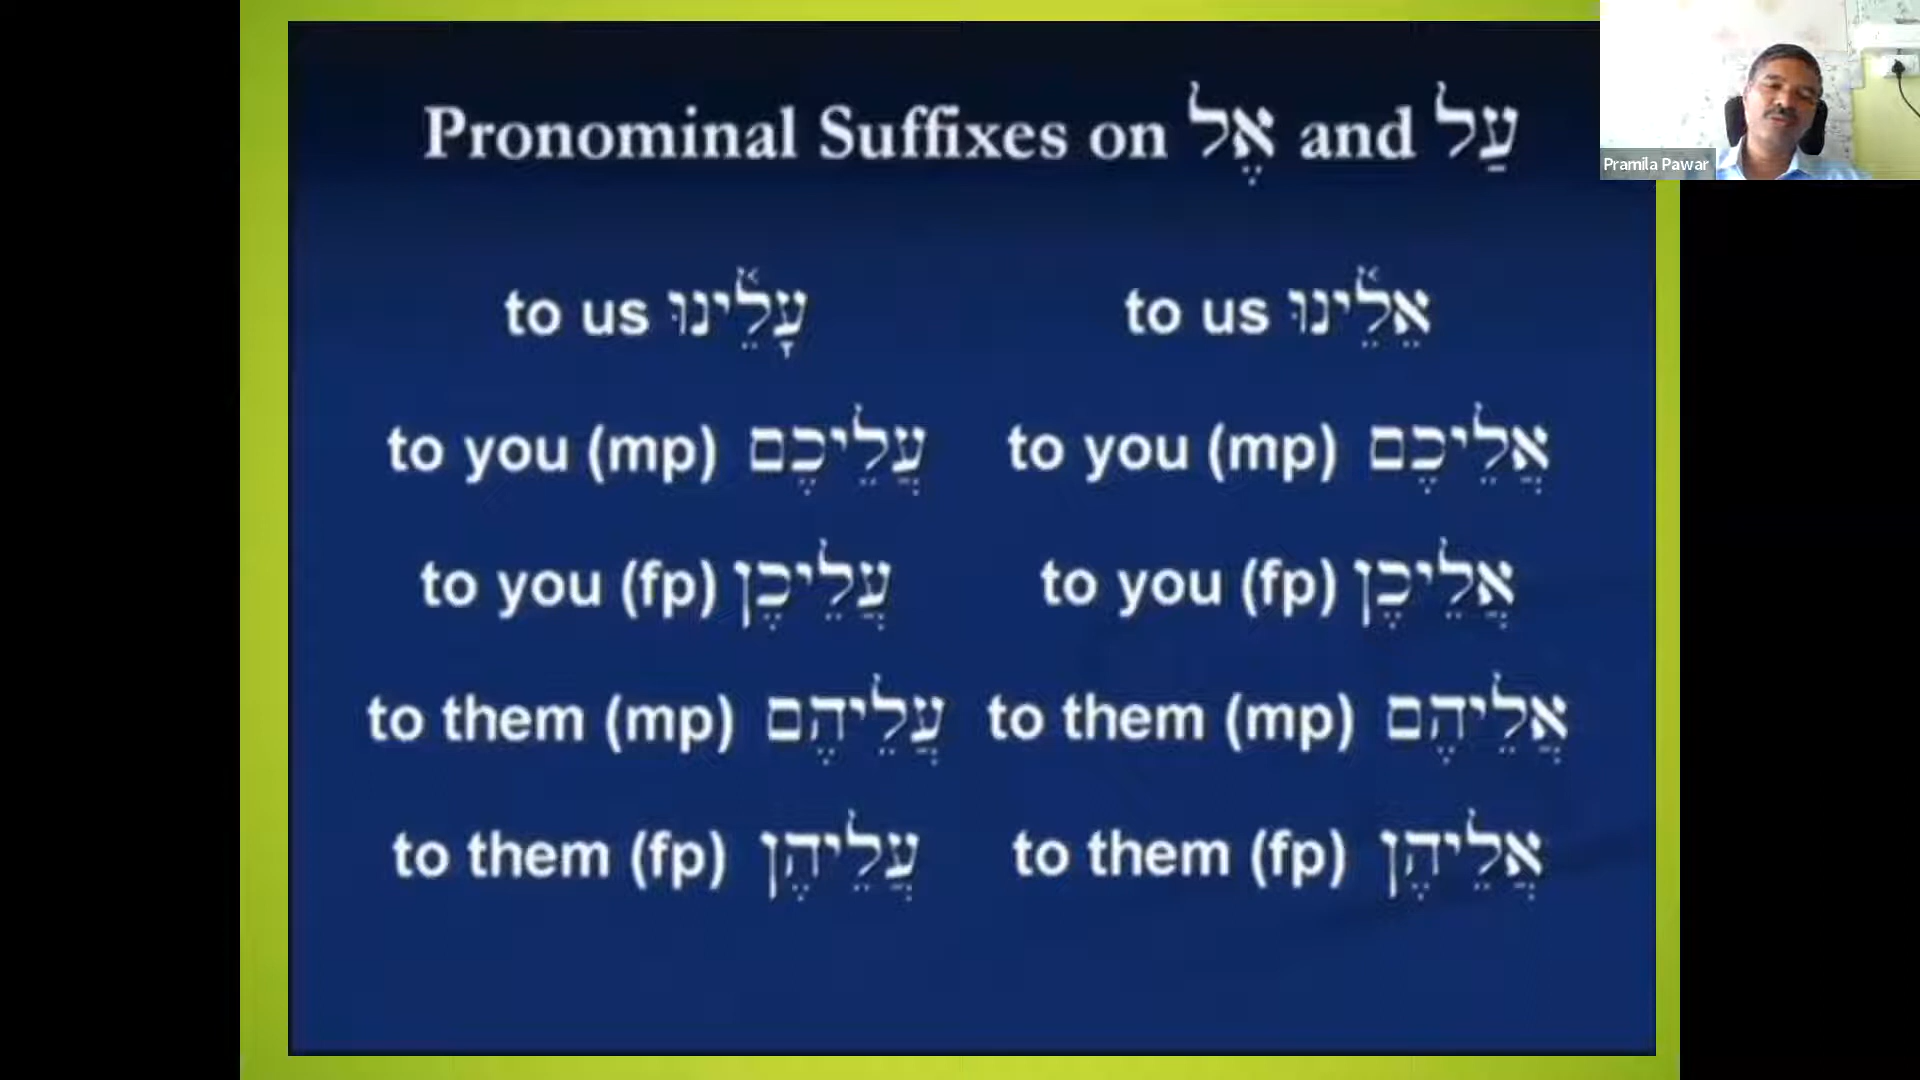 Pronominal Suffixes on אֶל and עַל
to us עָלֵ֫ינוּ to us אֵלֵ֫ינוּ
to you (mp) עֲלֵיכֶם to you (mp) אֲלֵיכֶם
to you (fp) עֲלֵיכֶן to you (fp) אֲלֵיכֶן
to them (mp) עֲלֵיהֶם to them (mp) אֲלֵיהֶם
to them (fp) עֲלֵיהֶן to them (fp) אֲלֵיהֶן
Pramila Pawar